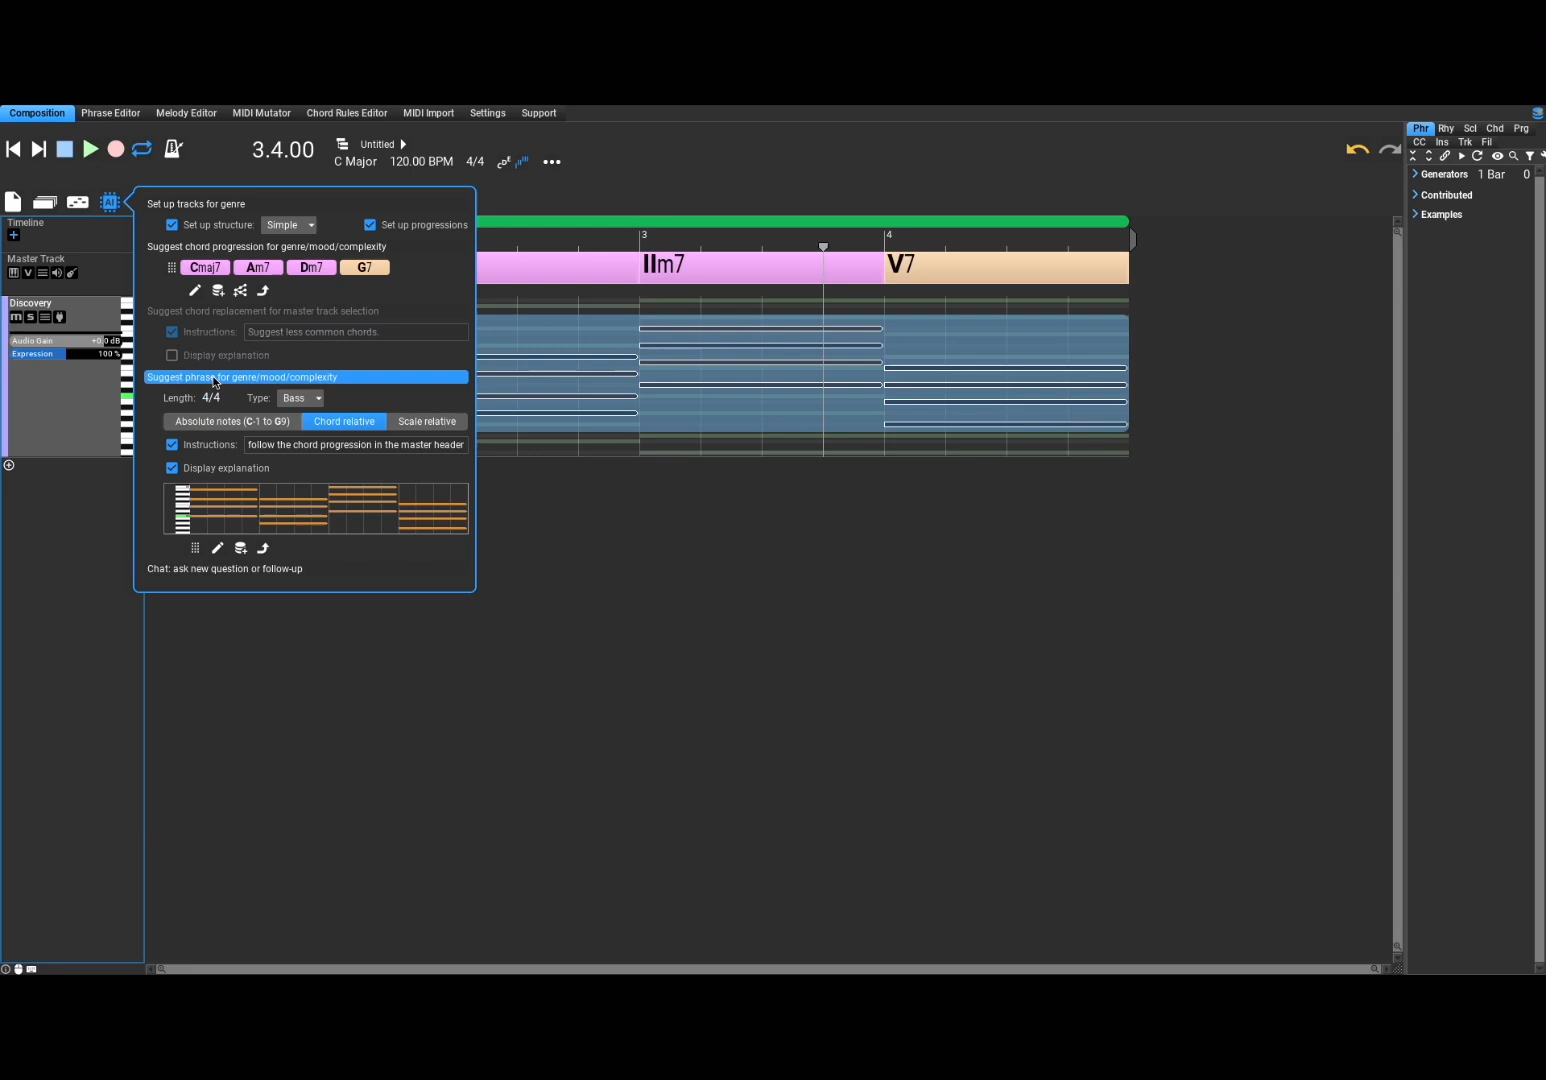 Composition Phrase Editor Melody Editor MIDI Mutator Chord Rules Editor MIDI Import Settings Support
Phr Rhy Scl Chd Prg
CC Ins Trk Fil
3.4.00
Untitled
C Major 120.00 BPM 4/4
Generators 1 Bar 0
Contributed
Examples
AI
Set up tracks for genre
Set up structure: Simple Set up progressions
Suggest chord progression for genre/mood/complexity
Cmaj7 Am7 Dm7 G7
Suggest chord replacement for master track selection
Instructions: Suggest less common chords.
Display explanation
Suggest phrase for genre/mood/complexity
Length: 4/4 Type: Bass
Absolute notes (C-1 to G9) Chord relative Scale relative
Instructions: follow the chord progression in the master header
Display explanation
Chat: ask new question or follow-up
Timeline
Master Track
V
Discovery
m s
Audio Gain +0.0 dB
Expression 100 %
3 4
IIm7 V7